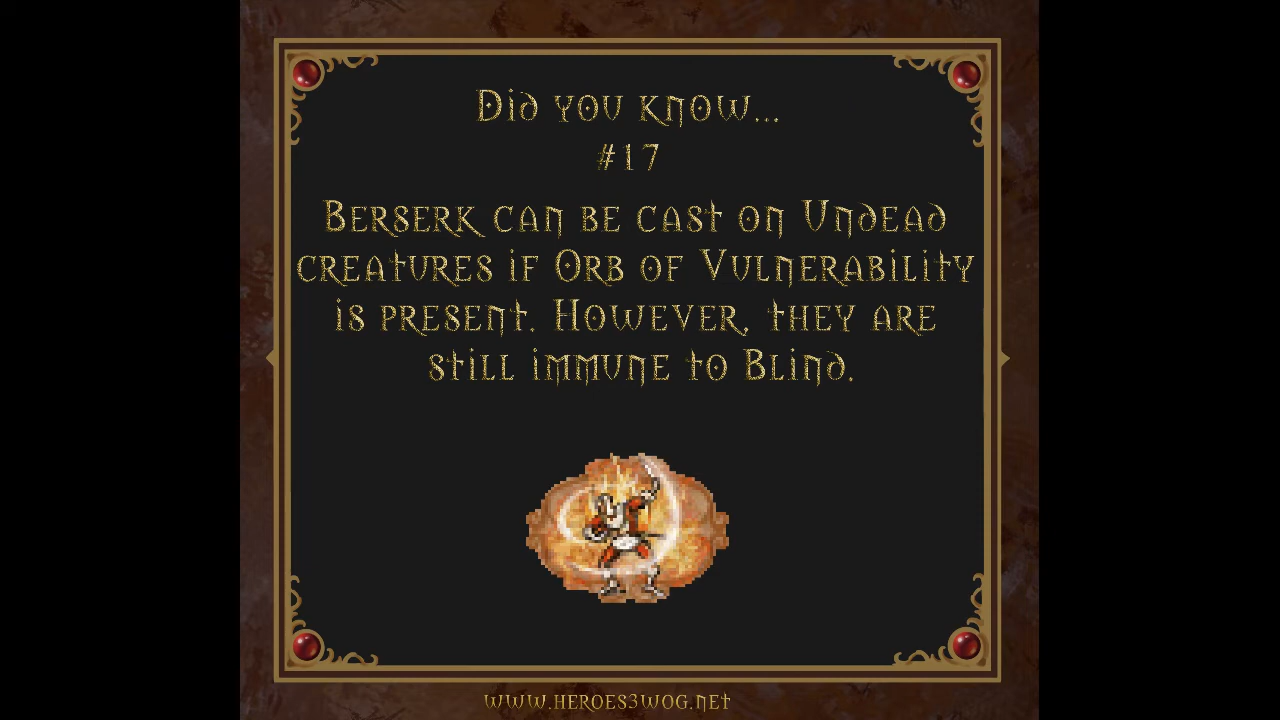 Did you know...
#17
Berserk can be cast on Undead
creatures if Orb of Vulnerability
is present. However, they are
still immune to Blind.
www.heroes3wog.net